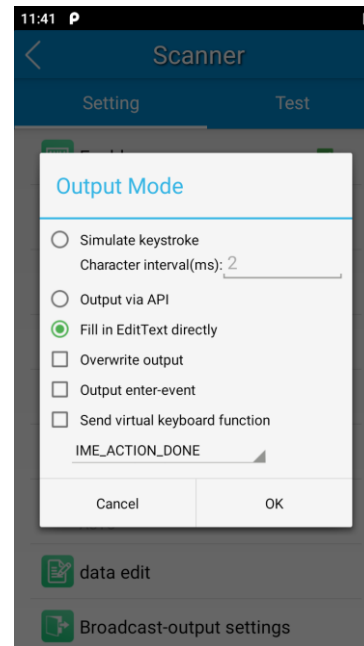 11:41
Scanner
Setting Test
Output Mode
Simulate keystroke
Character interval(ms): 2
Output via API
Fill in EditText directly
Overwrite output
Output enter-event
Send virtual keyboard function
IME_ACTION_DONE
Cancel OK
data edit
Broadcast-output settings